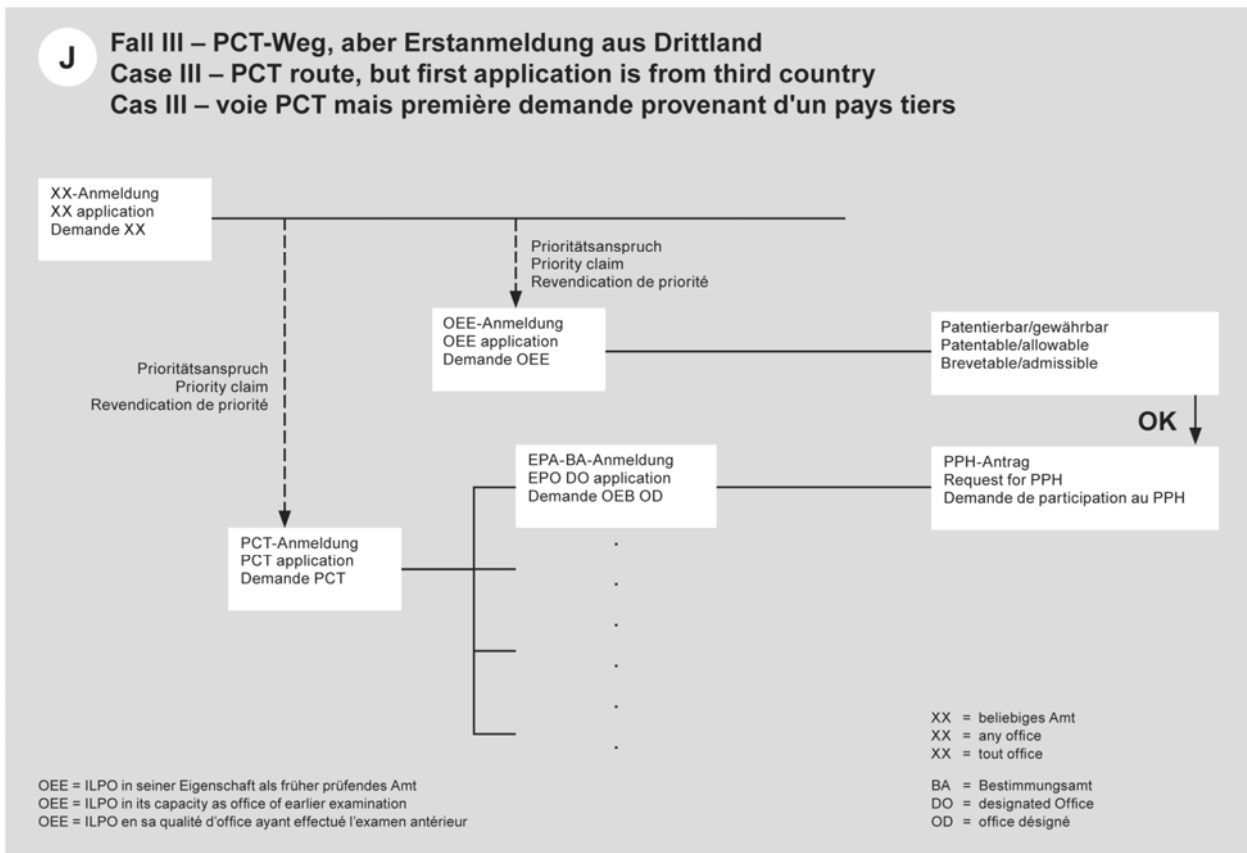 J
Fall III – PCT-Weg, aber Erstanmeldung aus Drittland
Case III – PCT route, but first application is from third country
Cas III – voie PCT mais première demande provenant d'un pays tiers
XX-Anmeldung
XX application
Demande XX
Prioritätsanspruch
Priority claim
Revendication de priorité
OEE-Anmeldung
OEE application
Demande OEE
Patentierbar/gewährbar
Patentable/allowable
Brevetable/admissible
Prioritätsanspruch
Priority claim
Revendication de priorité
OK
EPA-BA-Anmeldung
EPO DO application
Demande OEB OD
PPH-Antrag
Request for PPH
Demande de participation au PPH
PCT-Anmeldung
PCT application
Demande PCT
XX = beliebiges Amt
XX = any office
XX = tout office
BA = Bestimmungsamt
DO = designated Office
OD = office désigné
OEE = ILPO in seiner Eigenschaft als früher prüfendes Amt
OEE = ILPO in its capacity as office of earlier examination
OEE = ILPO en sa qualité d'office ayant effectué l'examen antérieur